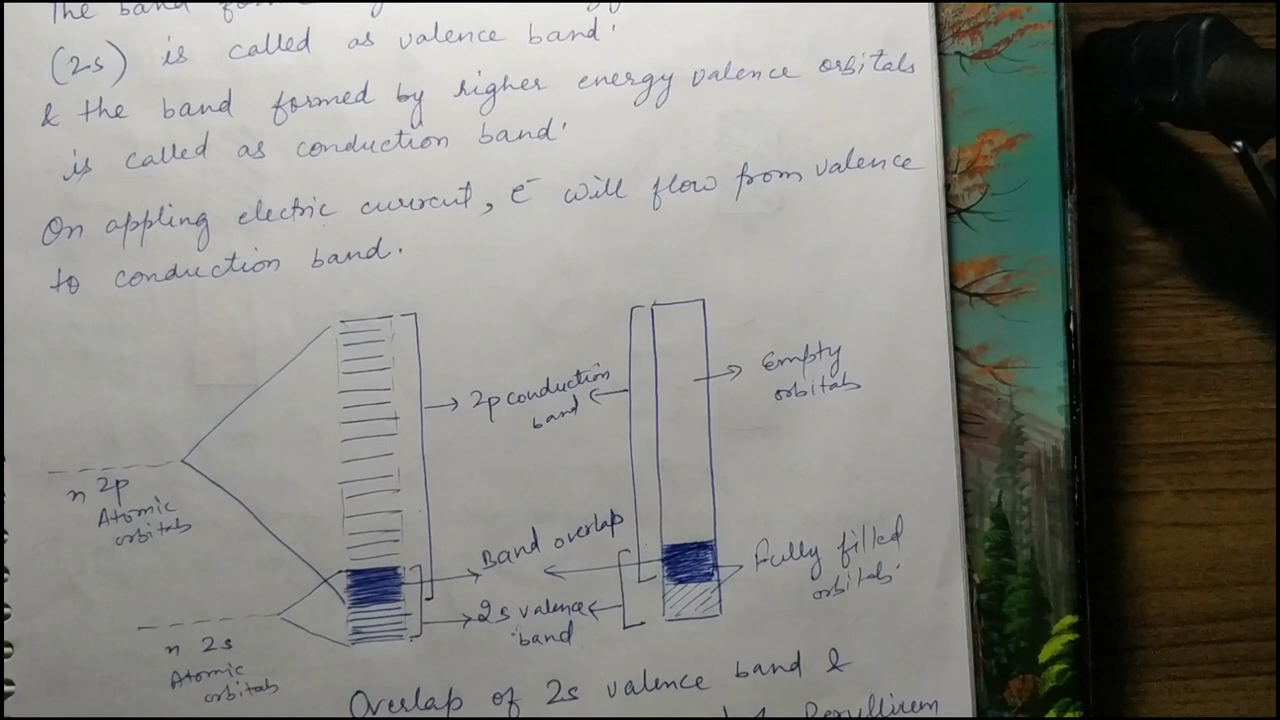 The band
(2s) is called as valence band.
& the band formed by higher energy valence orbitals
is called as conduction band.
On appling electric current, e⁻ will flow from valence
to conduction band.
2p conduction
band
Empty
orbitals
n 2p
Atomic
orbitals
Band overlap
Fully filled
orbitals.
2s valence
band
n 2s
Atomic
orbitals
Overlap of 2s valence band &